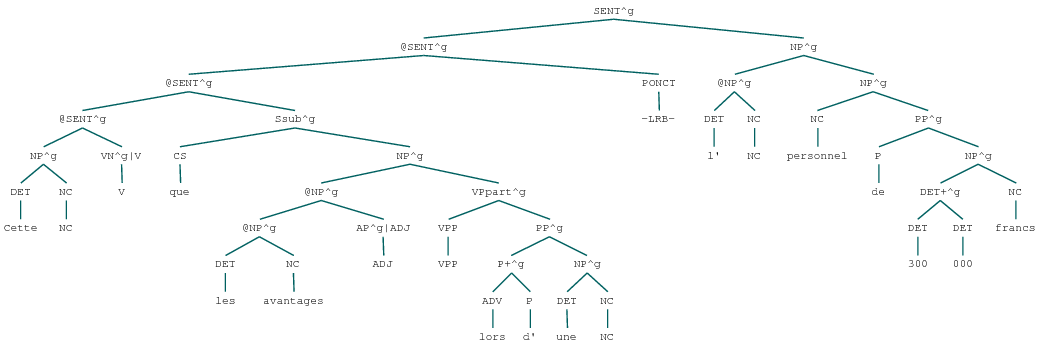 SENT^g
@SENT^g NP^g
@SENT^g PONCT @NP^g NP^g
@SENT^g Ssub^g -LRB- DET NC NC PP^g
NP^g VN^g|V CS NP^g l' NC personnel P NP^g
DET NC V que @NP^g VPpart^g de DET+^g NC
Cette NC @NP^g AP^g|ADJ VPP PP^g DET DET francs
DET NC ADJ VPP P+^g NP^g 300 000
les avantages ADV P DET NC
lors d' une NC